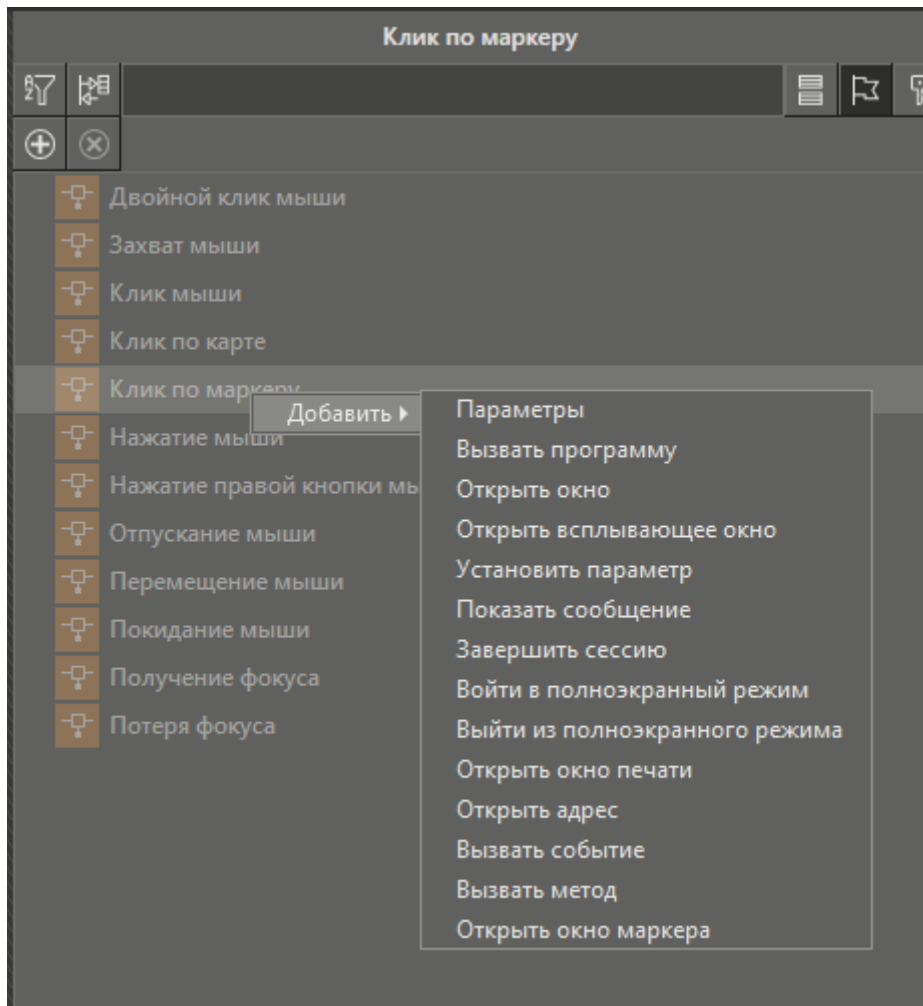 Клик по маркеру
Двойной клик мыши
Захват мыши
Клик мыши
Клик по карте
Клик по маркеру
Добавить
Нажатие мыши
Нажатие правой кнопки
Отпускание мыши
Перемещение мыши
Покидание мыши
Получение фокуса
Потеря фокуса
Параметры
Вызвать программу
Открыть окно
Открыть всплывающее окно
Установить параметр
Показать сообщение
Завершить сессию
Войти в полноэкранный режим
Выйти из полноэкранного режима
Открыть окно печати
Открыть адрес
Вызвать событие
Вызвать метод
Открыть окно маркера